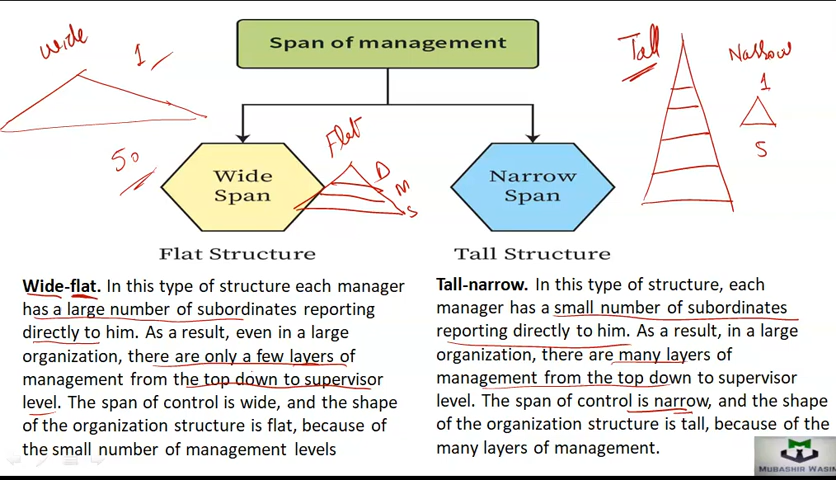 Span of management
Wide
1
50
Wide
Span
Flat
D
M
S
Narrow
Span
Tall
Narrow
1
5
Flat Structure
Tall Structure
Wide-flat. In this type of structure each manager
has a large number of subordinates reporting
directly to him. As a result, even in a large
organization, there are only a few layers of
management from the top down to supervisor
level. The span of control is wide, and the shape
of the organization structure is flat, because of
the small number of management levels
Tall-narrow. In this type of structure, each
manager has a small number of subordinates
reporting directly to him. As a result, in a large
organization, there are many layers of
management from the top down to supervisor
level. The span of control is narrow, and the shape
of the organization structure is tall, because of the
many layers of management.
MUBASHIR WASIM